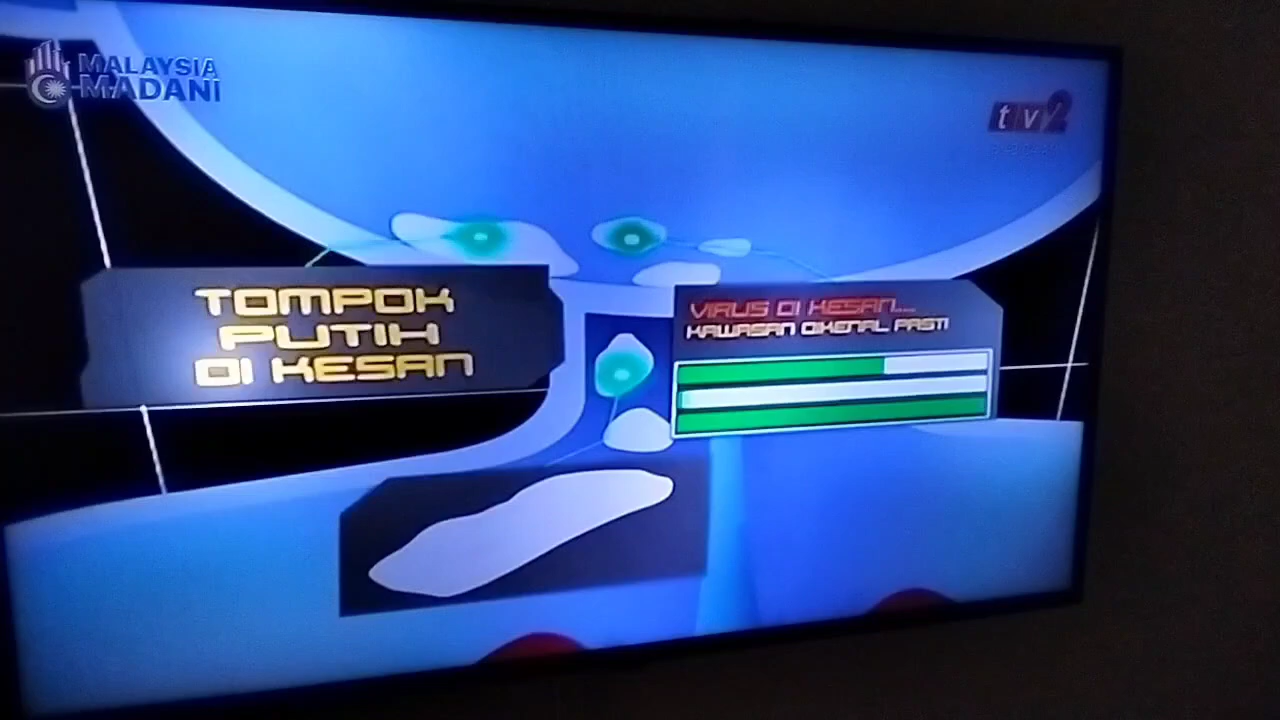 MALAYSIA
MADANI
tv2
TOMPOK
PUTIH
DI KESAN
VIRUS DI KESAN...
KAWASAN DIKENAL PASTI